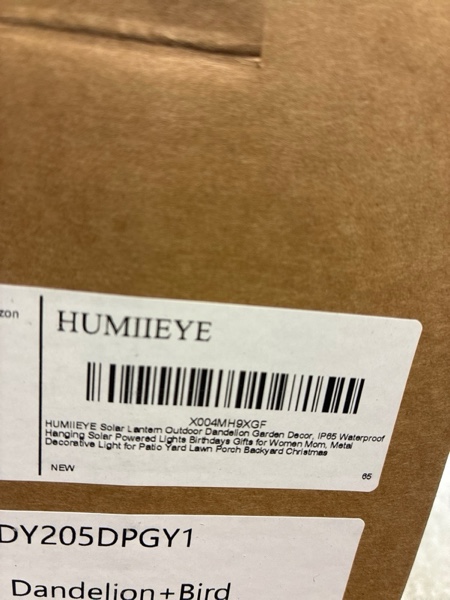 zon
HUMIIEYE
X004MH9XGF
HUMIIEYE Solar Lantern Outdoor Dandelion Garden Decor, IP65 Waterproof
Hanging Solar Powered Lights Birthdays Gifts for Women Mom, Metal
Decorative Light for Patio Yard Lawn Porch Backyard Christmas
NEW
65
DY205DPGY1
Dandelion+Bird